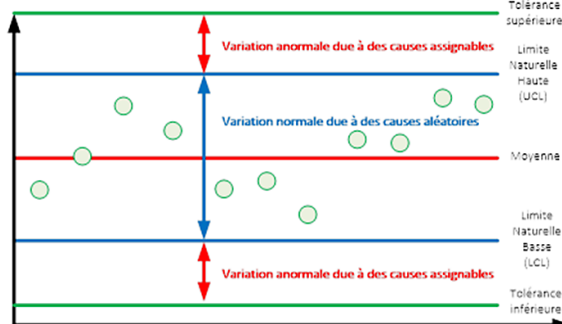 Tolérance
supérieure
Variation anormale due à des causes assignables
Limite
Naturelle
Haute
(UCL)
Variation normale due à des causes aléatoires
Moyenne
Limite
Naturelle
Basse
(LCL)
Variation anormale due à des causes assignables
Tolérance
inférieure